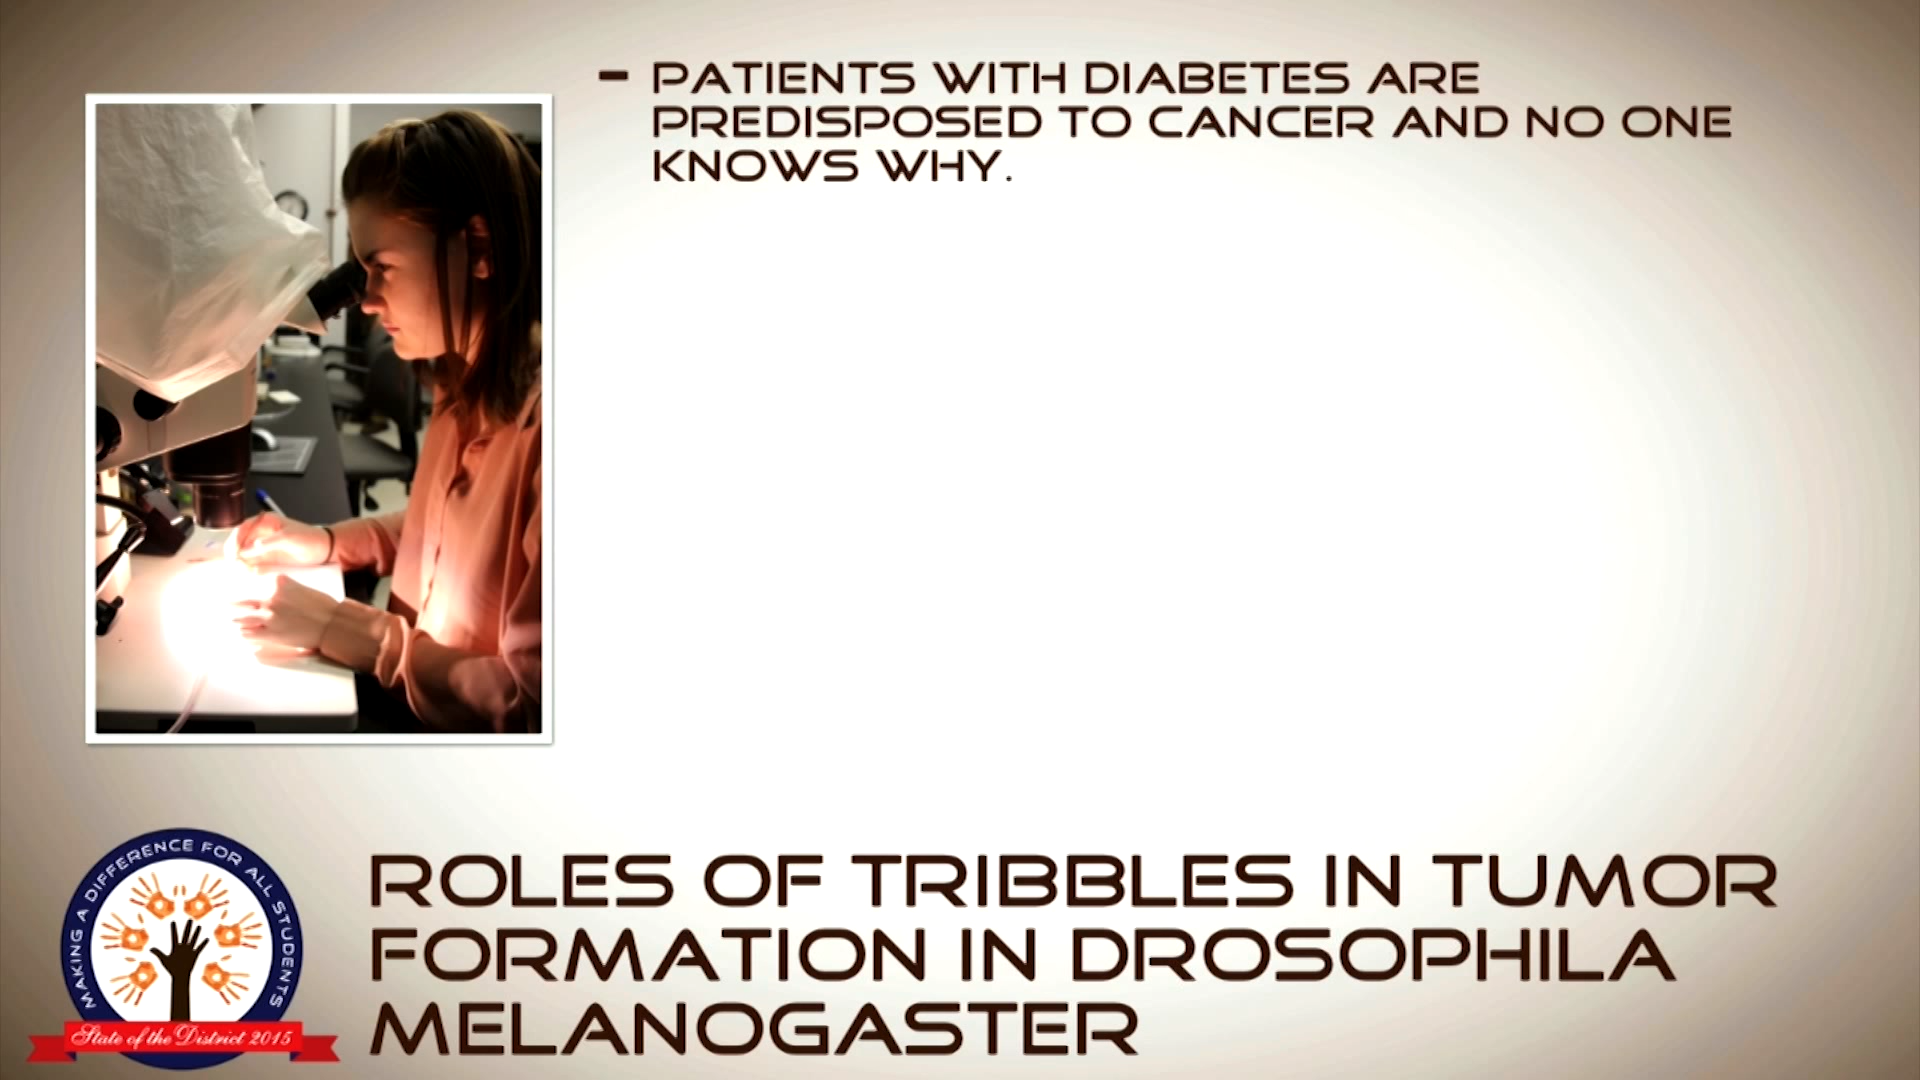 - PATIENTS WITH DIABETES ARE
PREDISPOSED TO CANCER AND NO ONE
KNOWS WHY.
ROLES OF TRIBBLES IN TUMOR
FORMATION IN DROSOPHILA
MELANOGASTER
MAKING A DIFFERENCE FOR ALL STUDENTS
State of the District 2015